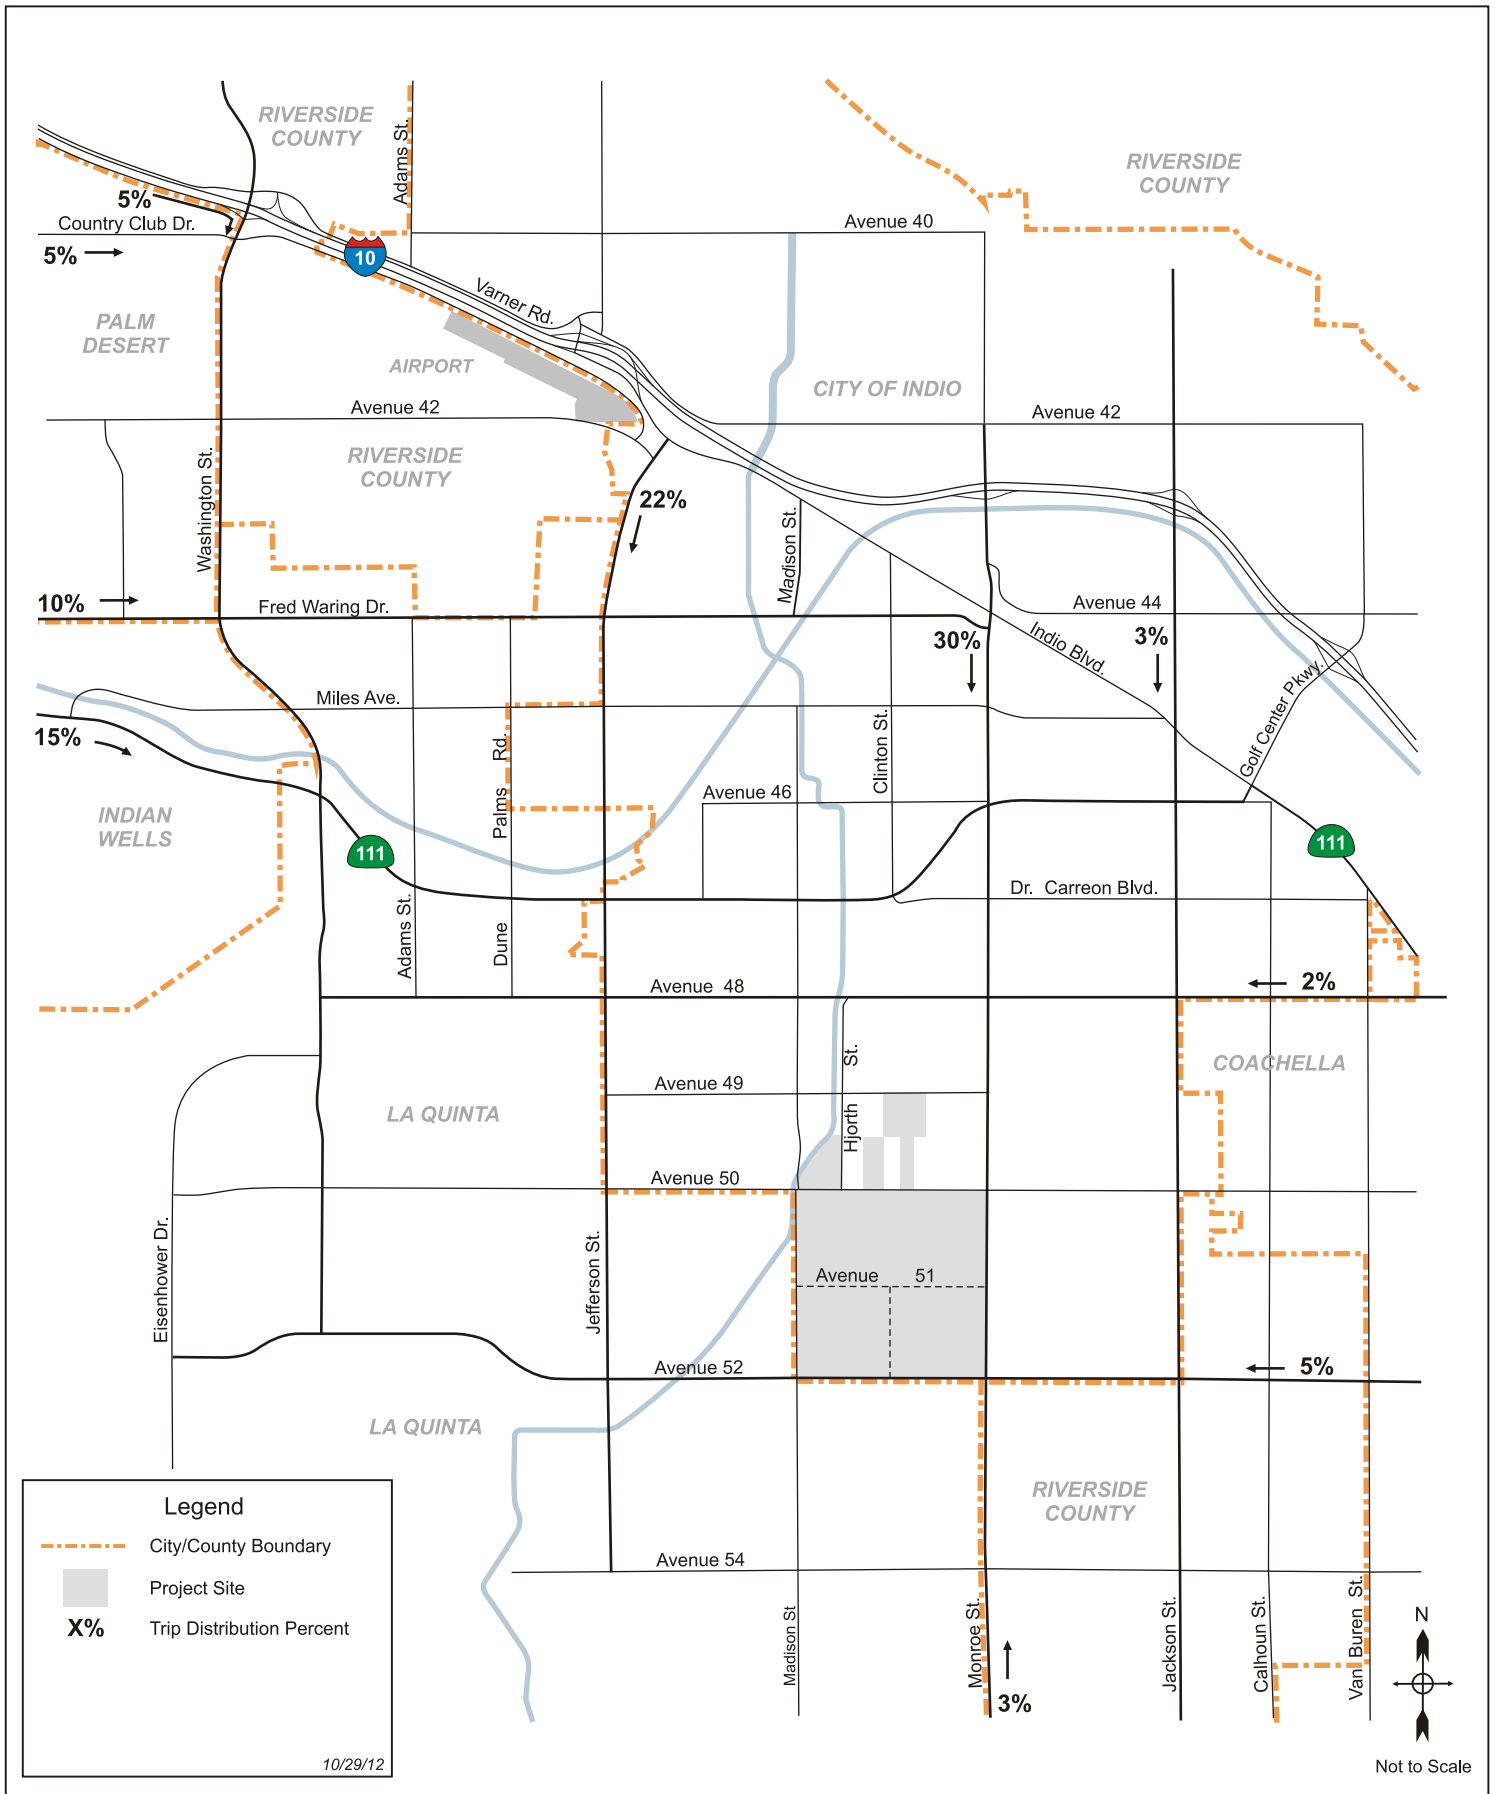 RIVERSIDE
COUNTY
Adams St.
RIVERSIDE
COUNTY
5%
Country Club Dr.
5%
Avenue 40
10
Varner Rd.
PALM
DESERT
AIRPORT
CITY OF INDIO
Avenue 42
Avenue 42
RIVERSIDE
COUNTY
Washington St.
22%
Madison St.
10%
Fred Waring Dr.
Avenue 44
30%
Indio Blvd.
3%
Miles Ave.
15%
Palms Rd.
Clinton St.
Golf Center Pkwy.
Avenue 46
INDIAN
WELLS
111
111
Dr. Carreon Blvd.
Adams St.
Dune
Avenue 48
2%
Hjorth St.
COACHELLA
Avenue 49
LA QUINTA
Avenue 50
Eisenhower Dr.
Jefferson St.
Avenue 51
Avenue 52
5%
LA QUINTA
RIVERSIDE
COUNTY
Avenue 54
Madison St
Monroe St.
3%
Jackson St.
Calhoun St.
Van Buren St.
Legend
City/County Boundary
Project Site
X% Trip Distribution Percent
10/29/12
N
Not to Scale